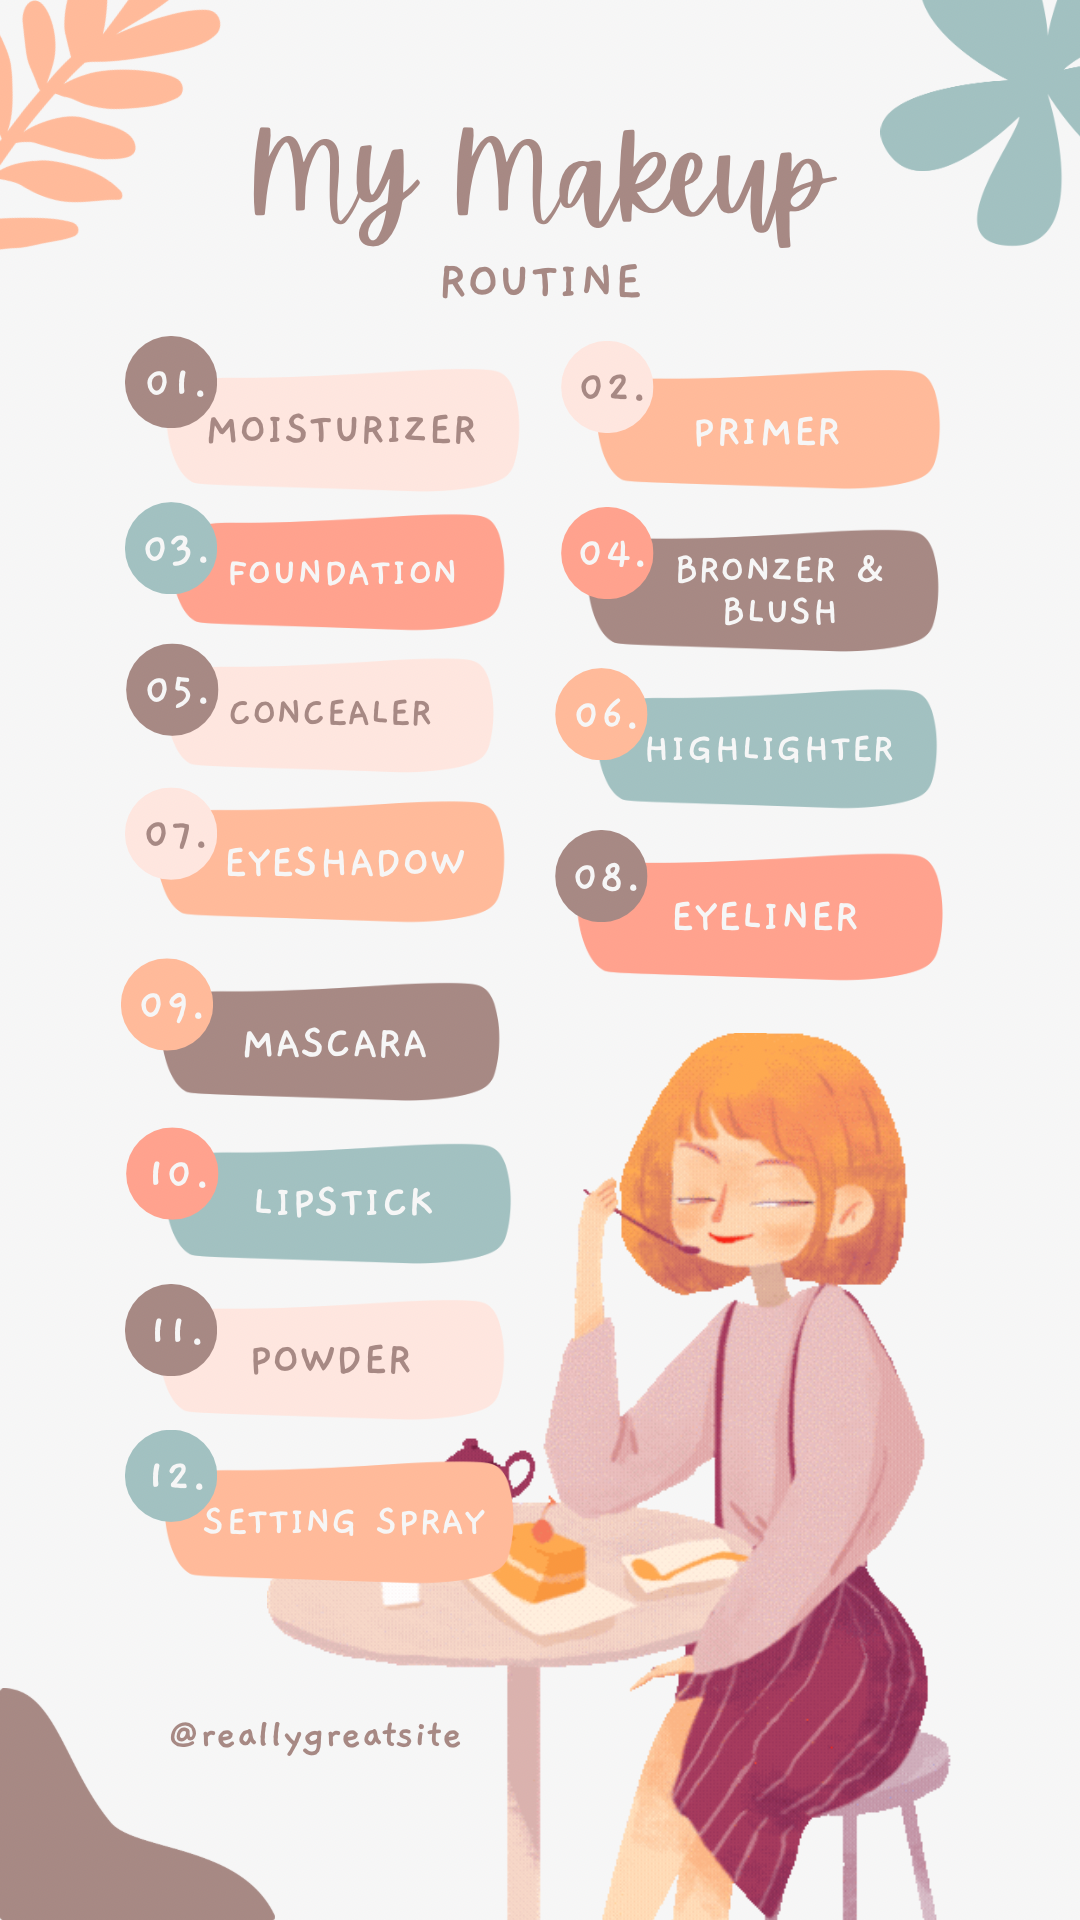 My Makeup
ROUTINE
01.
MOISTURIZER
02.
PRIMER
03.
FOUNDATION
04.
BRONZER &
BLUSH
05.
CONCEALER
06.
HIGHLIGHTER
07.
EYESHADOW
08.
EYELINER
09.
MASCARA
10.
LIPSTICK
11.
POWDER
12.
SETTING SPRAY
@reallygreatsite